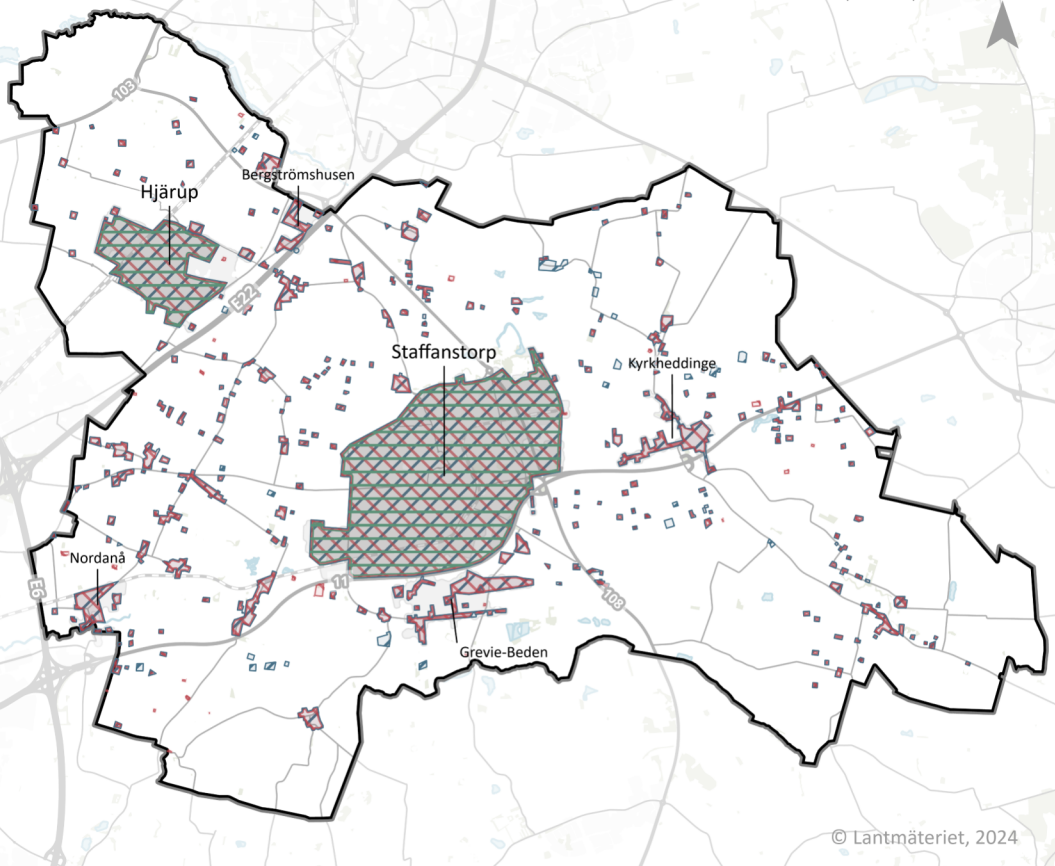 103
Bergströmshusen
Hjärup
E22
Staffanstorp
Kyrkheddinge
Nordanå
11
E6
108
Grevie-Beden
© Lantmäteriet, 2024